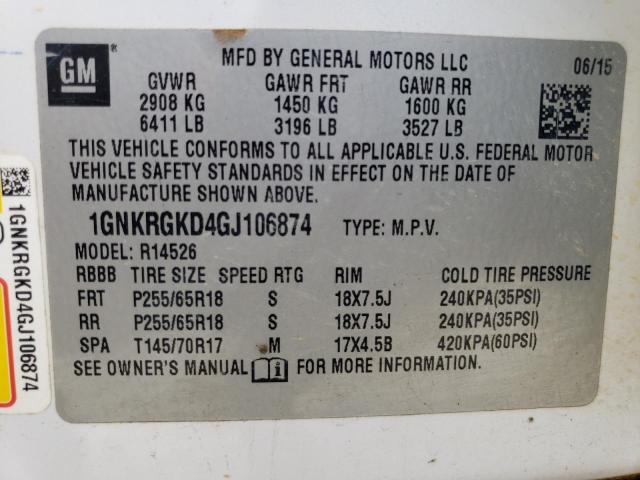 GM
MFD BY GENERAL MOTORS LLC 06/15
GVWR GAWR FRT GAWR RR
2908 KG 1450 KG 1600 KG
6411 LB 3196 LB 3527 LB
THIS VEHICLE CONFORMS TO ALL APPLICABLE U.S. FEDERAL MOTOR
VEHICLE SAFETY STANDARDS IN EFFECT ON THE DATE OF
MANUFACTURE SHOWN ABOVE.
1GNKRGKD4GJ106874 TYPE: M.P.V.
MODEL: R14526
RBBB TIRE SIZE SPEED RTG RIM COLD TIRE PRESSURE
FRT P255/65R18 S 18X7.5J 240KPA(35PSI)
RR P255/65R18 S 18X7.5J 240KPA(35PSI)
SPA T145/70R17 M 17X4.5B 420KPA(60PSI)
SEE OWNER'S MANUAL FOR MORE INFORMATION.
1GNKRGKD4GJ106874